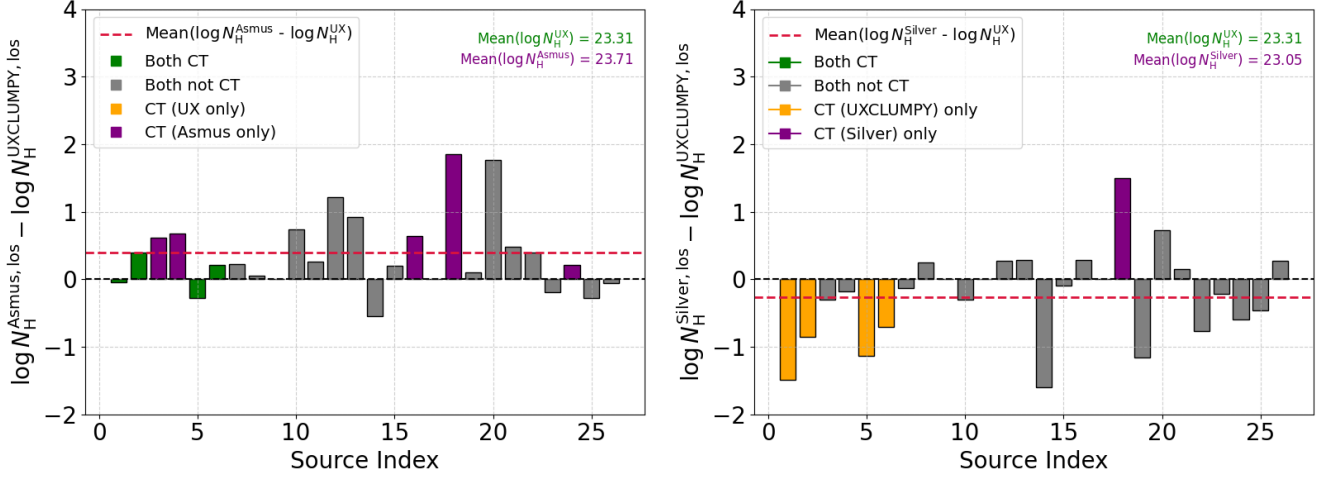 4
3
2
1
0
−1
−2
log N_H^Asmus, los − log N_H^UXCLUMPY, los
Mean(log N_H^Asmus - log N_H^UX)
Both CT
Both not CT
CT (UX only)
CT (Asmus only)
Mean(log N_H^UX) = 23.31
Mean(log N_H^Asmus) = 23.71
0 5 10 15 20 25
Source Index
4
3
2
1
0
−1
−2
log N_H^Silver, los − log N_H^UXCLUMPY, los
Mean(log N_H^Silver - log N_H^UX)
Both CT
Both not CT
CT (UXCLUMPY) only
CT (Silver) only
Mean(log N_H^UX) = 23.31
Mean(log N_H^Silver) = 23.05
0 5 10 15 20 25
Source Index